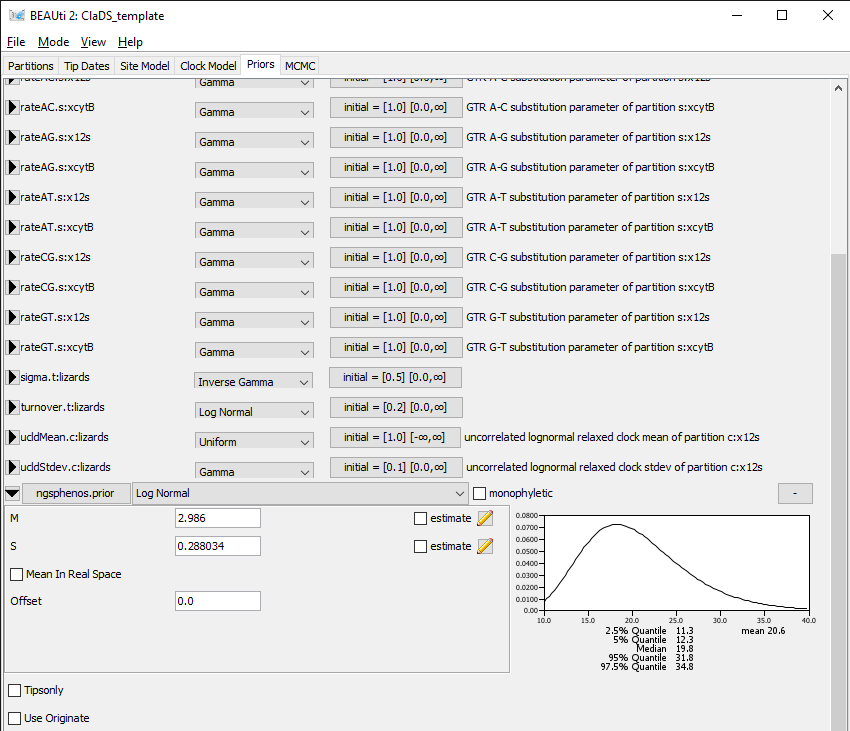 BEAUti 2: ClaDS_template
File Mode View Help
Partitions Tip Dates Site Model Clock Model Priors MCMC
rateAC.s:x12s Gamma initial = [1.0] [0.0,∞] GTR A-C substitution parameter of partition s:x12s
rateAC.s:xcytB Gamma initial = [1.0] [0.0,∞] GTR A-C substitution parameter of partition s:xcytB
rateAG.s:x12s Gamma initial = [1.0] [0.0,∞] GTR A-G substitution parameter of partition s:x12s
rateAG.s:xcytB Gamma initial = [1.0] [0.0,∞] GTR A-G substitution parameter of partition s:xcytB
rateAT.s:x12s Gamma initial = [1.0] [0.0,∞] GTR A-T substitution parameter of partition s:x12s
rateAT.s:xcytB Gamma initial = [1.0] [0.0,∞] GTR A-T substitution parameter of partition s:xcytB
rateCG.s:x12s Gamma initial = [1.0] [0.0,∞] GTR C-G substitution parameter of partition s:x12s
rateCG.s:xcytB Gamma initial = [1.0] [0.0,∞] GTR C-G substitution parameter of partition s:xcytB
rateGT.s:x12s Gamma initial = [1.0] [0.0,∞] GTR G-T substitution parameter of partition s:x12s
rateGT.s:xcytB Gamma initial = [1.0] [0.0,∞] GTR G-T substitution parameter of partition s:xcytB
sigma.t:lizards Inverse Gamma initial = [0.5] [0.0,∞]
turnover.t:lizards Log Normal initial = [0.2] [0.0,∞]
ucldMean.c:lizards Uniform initial = [1.0] [-∞,∞] uncorrelated lognormal relaxed clock mean of partition c:x12s
ucldStdev.c:lizards Gamma initial = [0.1] [0.0,∞] uncorrelated lognormal relaxed clock stdev of partition c:x12s
ngsphenos.prior Log Normal monophyletic -
M 2.986 estimate
S 0.288034 estimate
Mean In Real Space
Offset 0.0
0.0800
0.0700
0.0600
0.0500
0.0400
0.0300
0.0200
0.0100
0.00
10.0 15.0 20.0 25.0 30.0 35.0 40.0
2.5% Quantile 11.3 mean 20.6
5% Quantile 12.3
Median 19.8
95% Quantile 31.8
97.5% Quantile 34.8
Tipsonly
Use Originate